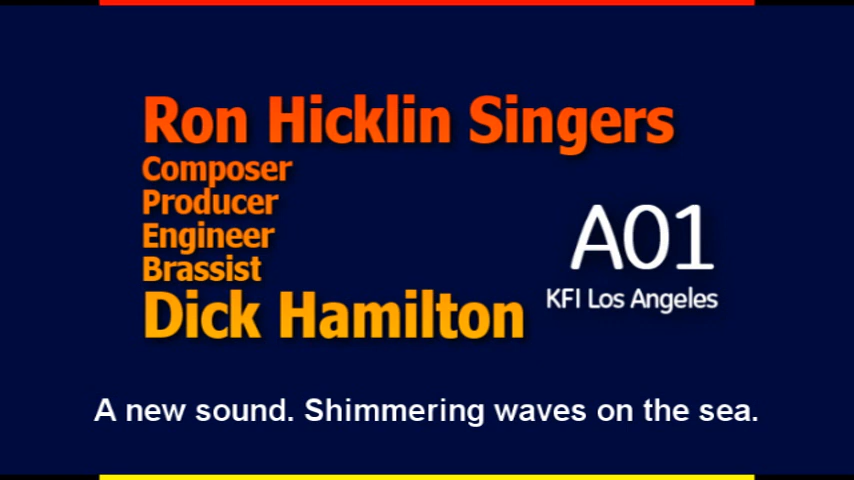 Ron Hicklin Singers
Composer
Producer
Engineer
Brassist
Dick Hamilton
A01
KFI Los Angeles
A new sound. Shimmering waves on the sea.